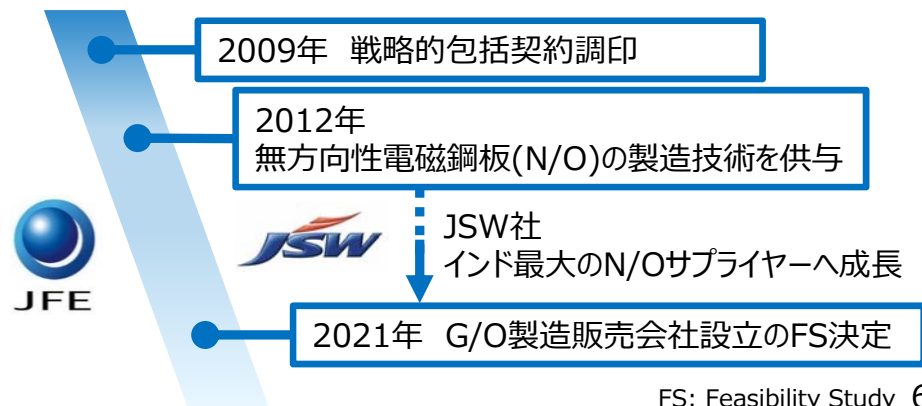 2009年 戦略的包括契約調印
2012年
無方向性電磁鋼板(N/O)の製造技術を供与
JFE
JSW
JSW社
インド最大のN/Oサプライヤーへ成長
2021年 G/O製造販売会社設立のFS決定
FS: Feasibility Study 6